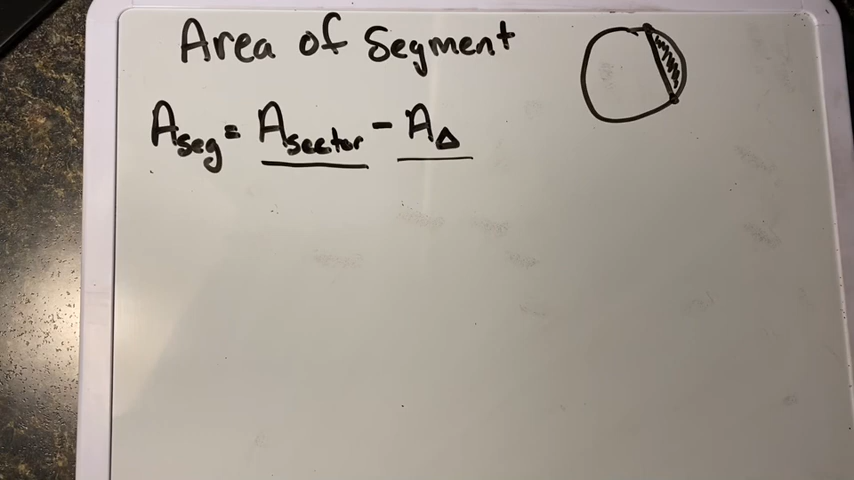 Area of Segment
Aseg = Asector - A△